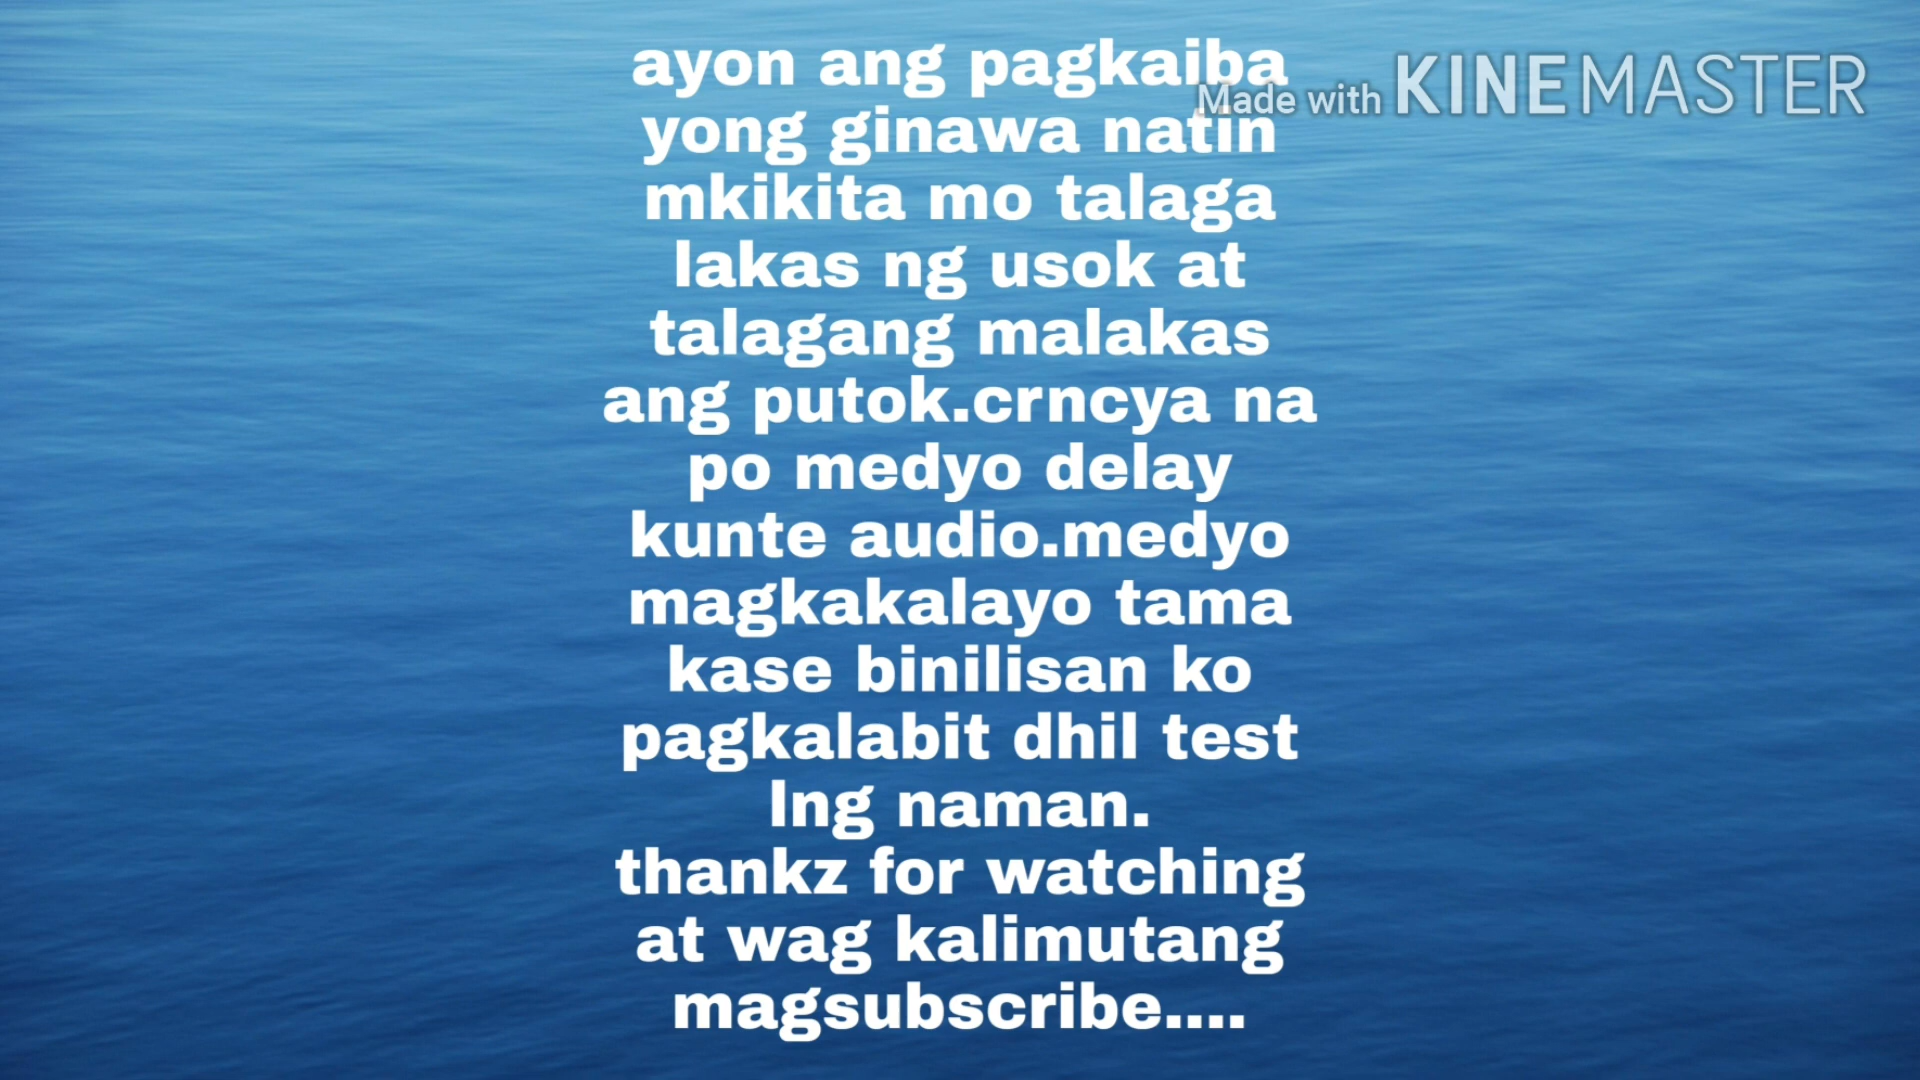 ayon ang pagkaiba
Made with KINEMASTER
yong ginawa natin
mkikita mo talaga
lakas ng usok at
talagang malakas
ang putok.crncya na
po medyo delay
kunte audio.medyo
magkakalayo tama
kase binilisan ko
pagkalabit dhil test
lng naman.
thankz for watching
at wag kalimutang
magsubscribe....